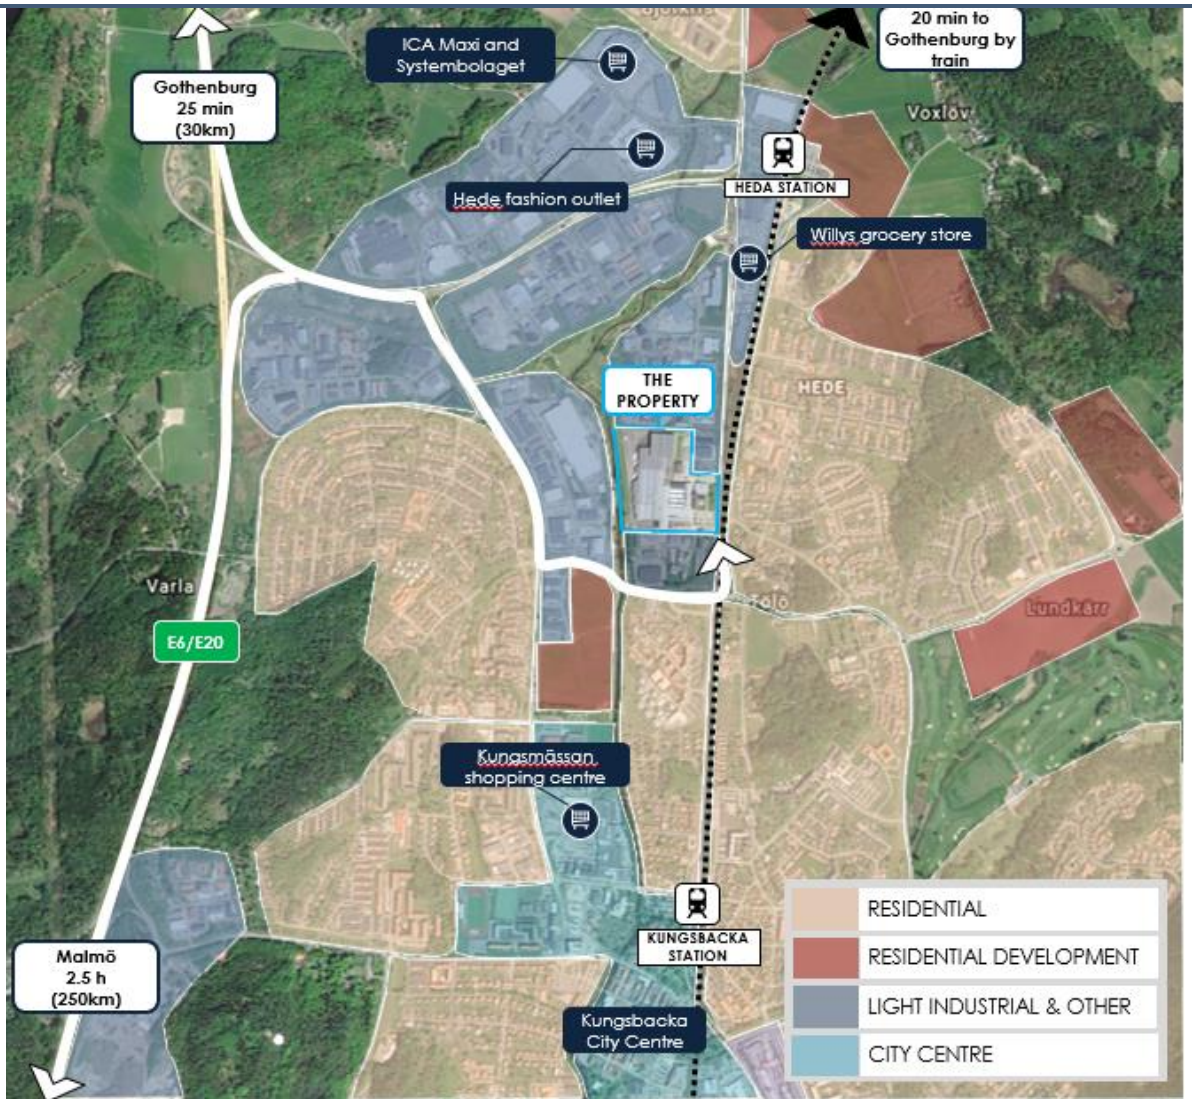 Björkris
20 min to
Gothenburg by
train
ICA Maxi and
Systembolaget
Gothenburg
25 min
(30km)
Voxlöv
HEDA STATION
Hede fashion outlet
Willys grocery store
THE
PROPERTY
HEDE
Varla
Tölö
Lundkärr
E6/E20
Kungsmässan
shopping centre
KUNGSBACKA
STATION
Malmö
2.5 h
(250km)
Kungsbacka
City Centre
RESIDENTIAL
RESIDENTIAL DEVELOPMENT
LIGHT INDUSTRIAL & OTHER
CITY CENTRE